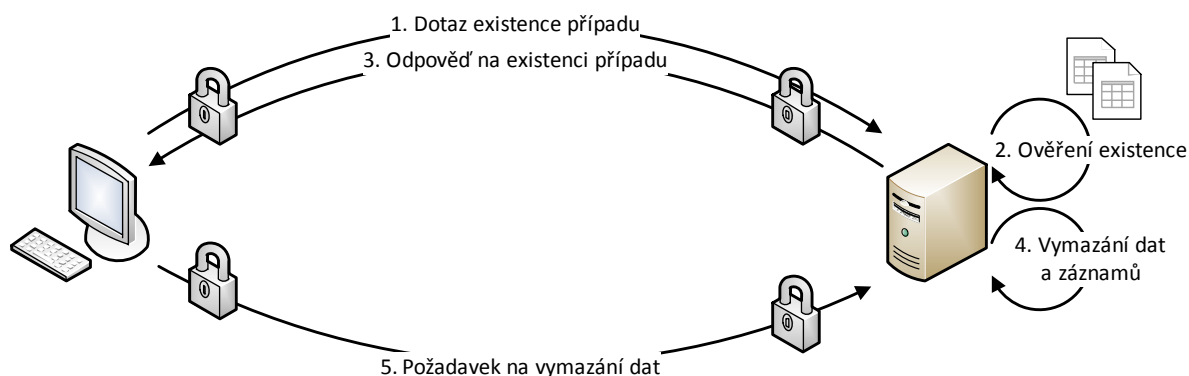 1. Dotaz existence případu
3. Odpověď na existenci případu
2. Ověření existence
4. Vymazání dat
a záznamů
5. Požadavek na vymazání dat